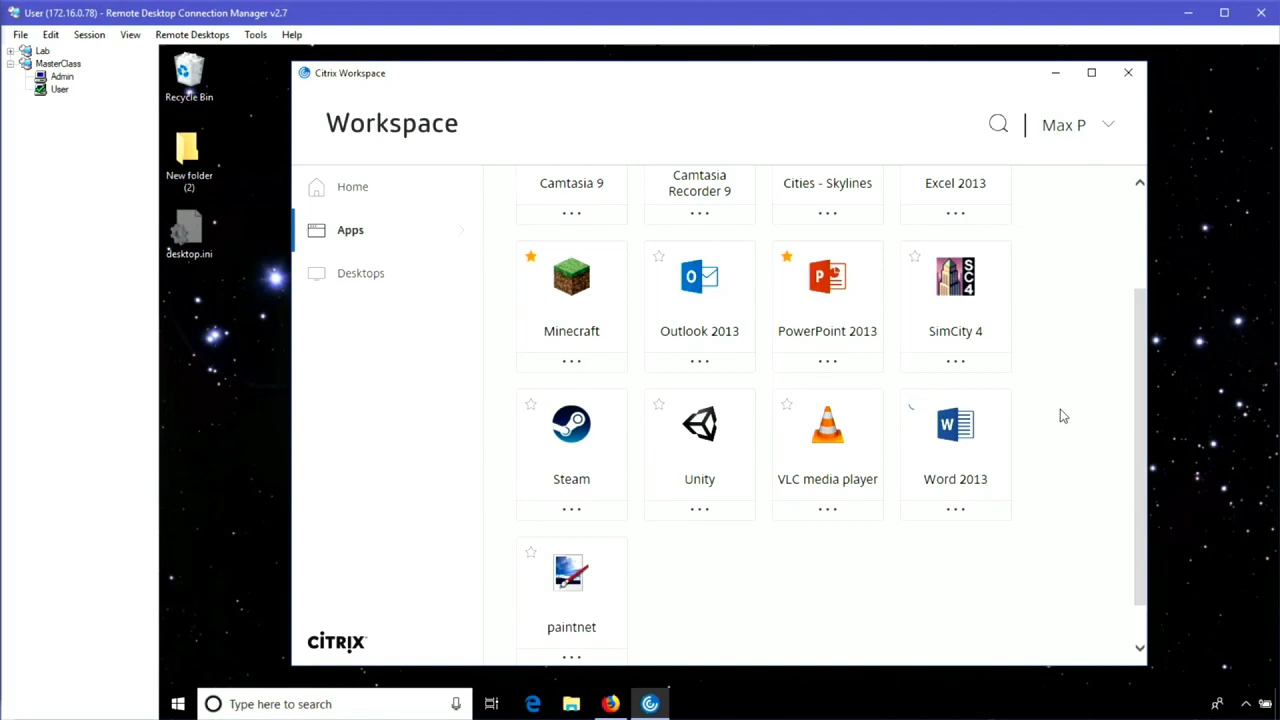 User (172.16.0.78) - Remote Desktop Connection Manager v2.7
File Edit Session View Remote Desktops Tools Help
Lab
MasterClass
Admin
User
Recycle Bin
New folder
(2)
desktop.ini
Citrix Workspace
Workspace
Max P
Home
Apps
Desktops
Camtasia 9
Camtasia
Recorder 9
Cities - Skylines
Excel 2013
Minecraft
Outlook 2013
PowerPoint 2013
SimCity 4
Steam
Unity
VLC media player
Word 2013
paintnet
CITRIX
Type here to search